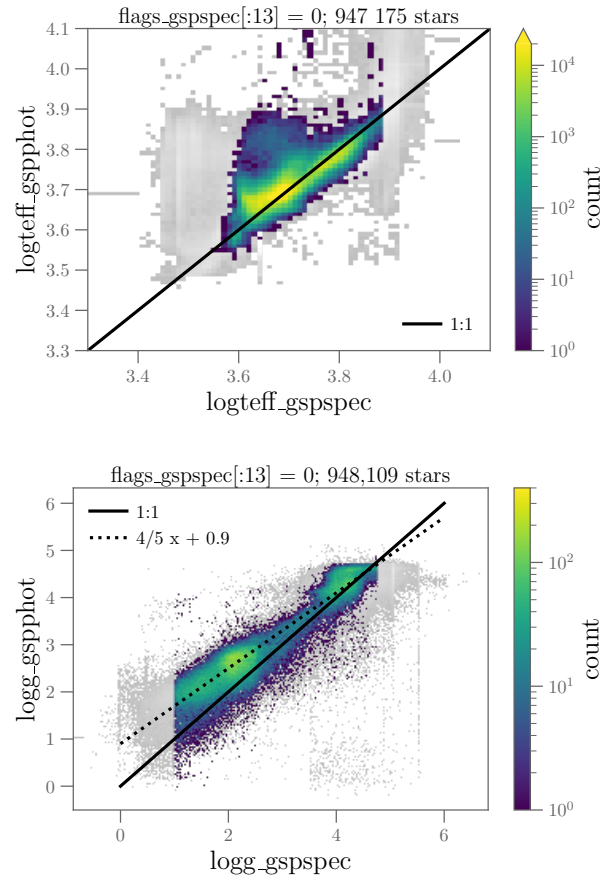 flags_gspspec[:13] = 0; 947 175 stars
4.1
4.0
3.9
3.8
3.7
3.6
3.5
3.4
3.3
logteff_gspphot
1:1
3.4 3.6 3.8 4.0
logteff_gspspec
10^4
10^3
10^2
10^1
10^0
count
flags_gspspec[:13] = 0; 948,109 stars
6
5
4
3
2
1
0
logg_gspphot
1:1
4/5 x + 0.9
0 2 4 6
logg_gspspec
10^2
10^1
10^0
count